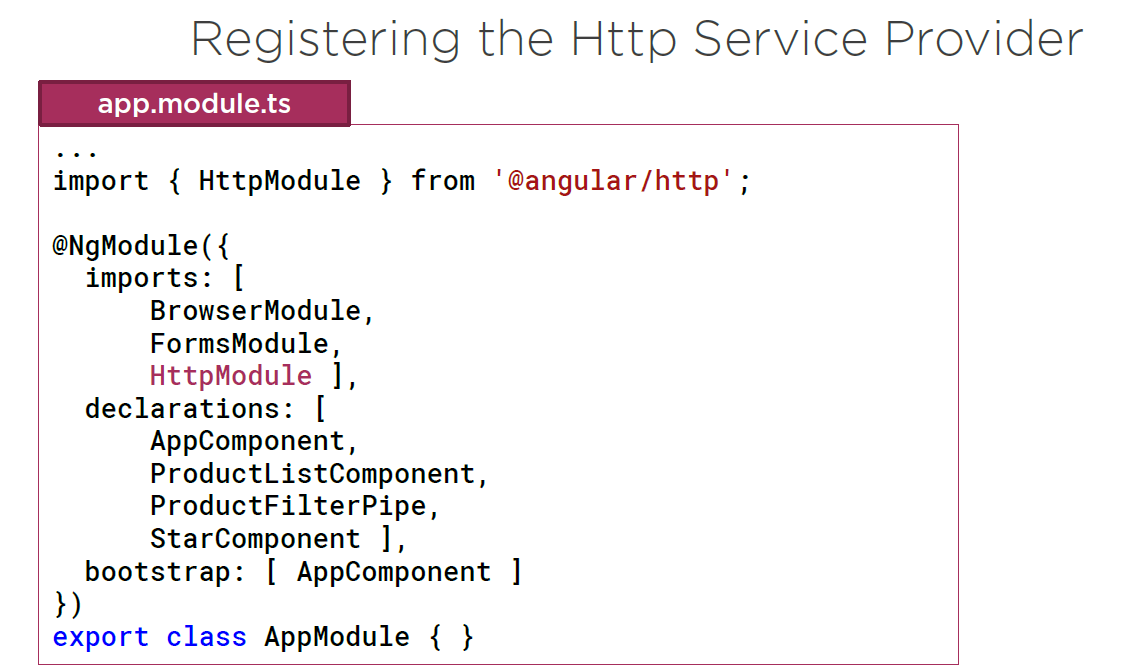 Registering the Http Service Provider
app.module.ts
...
import { HttpModule } from '@angular/http';
@NgModule({
imports: [
BrowserModule,
FormsModule,
HttpModule ],
declarations: [
AppComponent,
ProductListComponent,
ProductFilterPipe,
StarComponent ],
bootstrap: [ AppComponent ]
})
export class AppModule { }